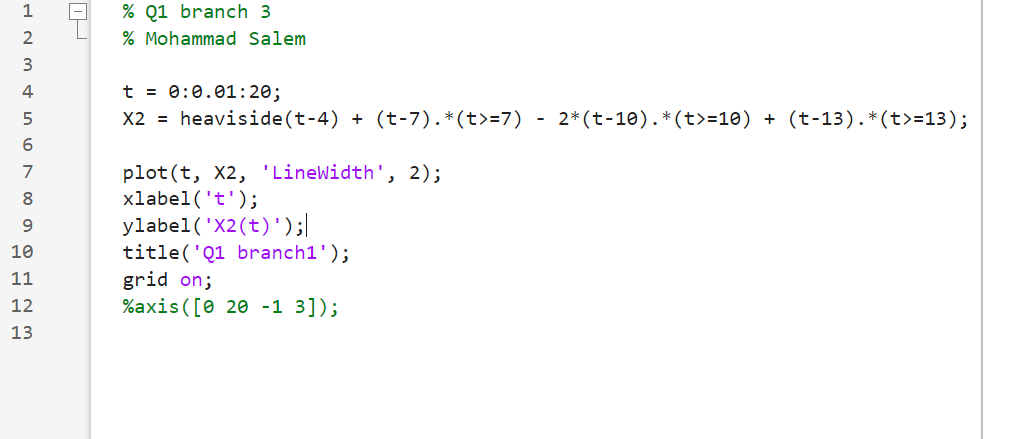 1 % Q1 branch 3
2 % Mohammad Salem
3
4 t = 0:0.01:20;
5 X2 = heaviside(t-4) + (t-7).*(t>=7) - 2*(t-10).*(t>=10) + (t-13).*(t>=13);
6
7 plot(t, X2, 'LineWidth', 2);
8 xlabel('t');
9 ylabel('X2(t)');
10 title('Q1 branch1');
11 grid on;
12 %axis([0 20 -1 3]);
13